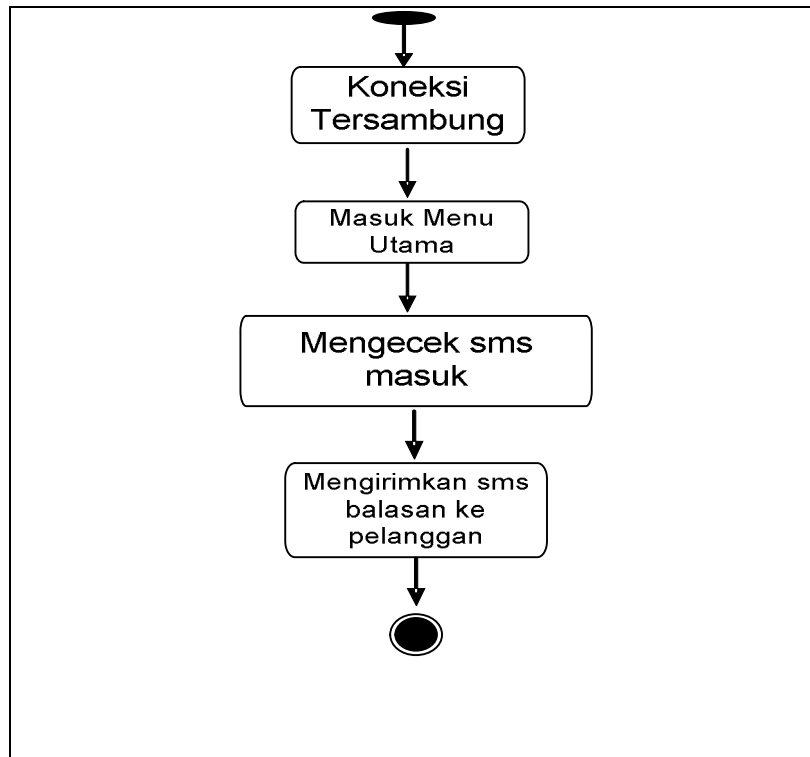 Koneksi
Tersambung
Masuk Menu
Utama
Mengecek sms
masuk
Mengirimkan sms
balasan ke
pelanggan